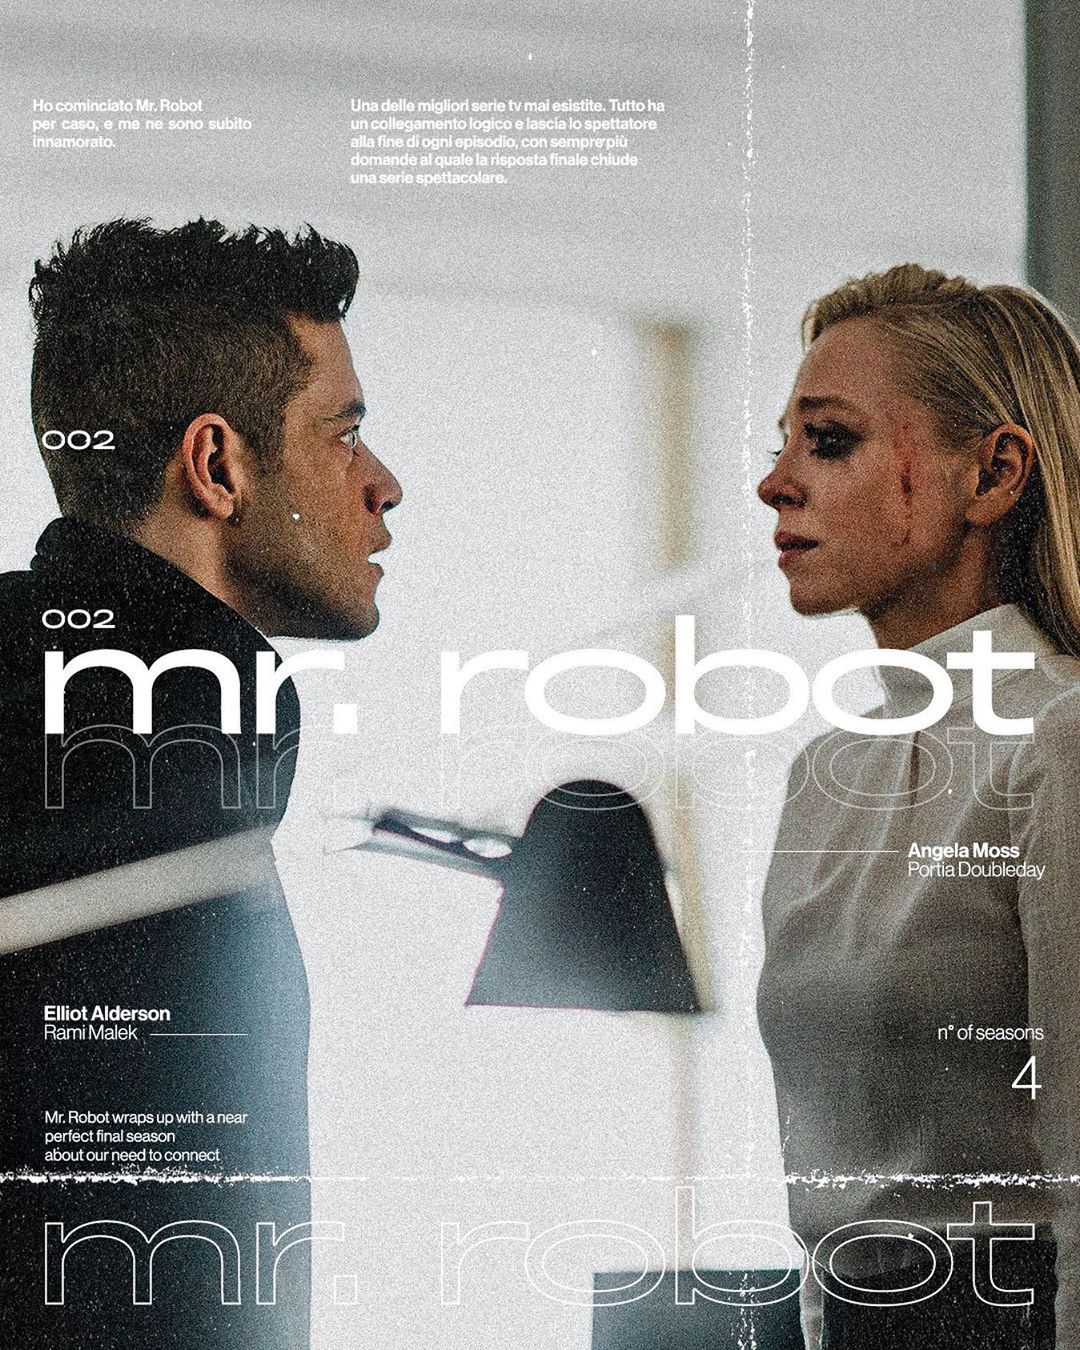 Ho cominciato Mr. Robot
per caso, e me ne sono subito
innamorato.
Una delle migliori serie tv mai esistite. Tutto ha
un collegamento logico e lascia lo spettatore
alla fine di ogni episodio, con sempre più
domande al quale la risposta finale chiude
una serie spettacolare.
002
002
mr. robot
mr. robot
Angela Moss
Portia Doubleday
Elliot Alderson
Rami Malek
n° of seasons
4
Mr. Robot wraps up with a near
perfect final season
about our need to connect
mr. robot